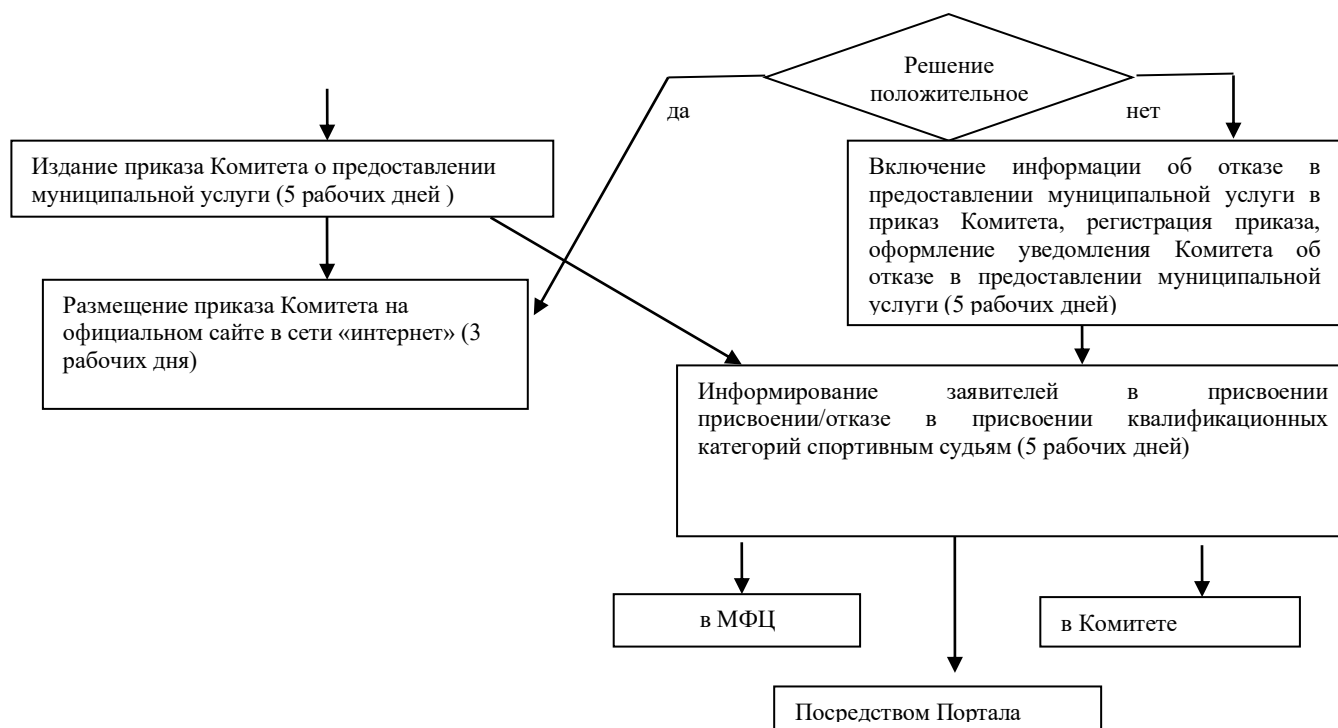 Решение
положительное
да
нет
Издание приказа Комитета о предоставлении
муниципальной услуги (5 рабочих дней )
Включение информации об отказе в
предоставлении муниципальной услуги в
приказ Комитета, регистрация приказа,
оформление уведомления Комитета об
отказе в предоставлении муниципальной
услуги (5 рабочих дней)
Размещение приказа Комитета на
официальном сайте в сети «интернет» (3
рабочих дня)
Информирование заявителей в присвоении
присвоении/отказе в присвоении квалификационных
категорий спортивным судьям (5 рабочих дней)
в МФЦ
в Комитете
Посредством Портала